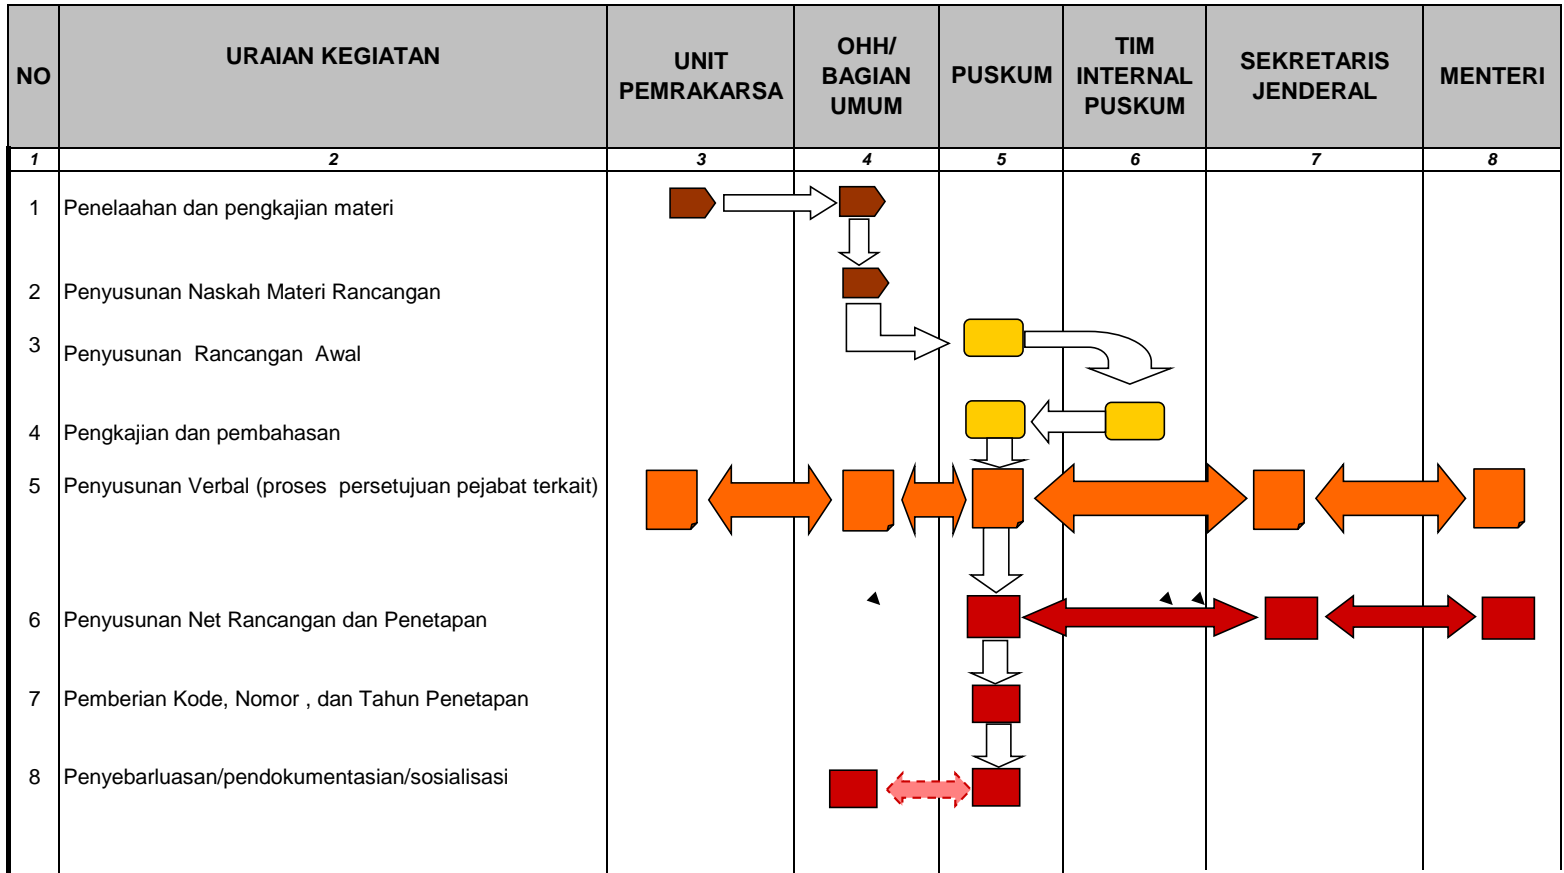 NO
URAIAN KEGIATAN
UNIT
PEMRAKARSA
OHH/
BAGIAN
UMUM
PUSKUM
TIM
INTERNAL
PUSKUM
SEKRETARIS
JENDERAL
MENTERI
1 2 3 4 5 6 7 8
1 Penelaahan dan pengkajian materi
2 Penyusunan Naskah Materi Rancangan
3 Penyusunan Rancangan Awal
4 Pengkajian dan pembahasan
5 Penyusunan Verbal (proses persetujuan pejabat terkait)
6 Penyusunan Net Rancangan dan Penetapan
7 Pemberian Kode, Nomor , dan Tahun Penetapan
8 Penyebarluasan/pendokumentasian/sosialisasi